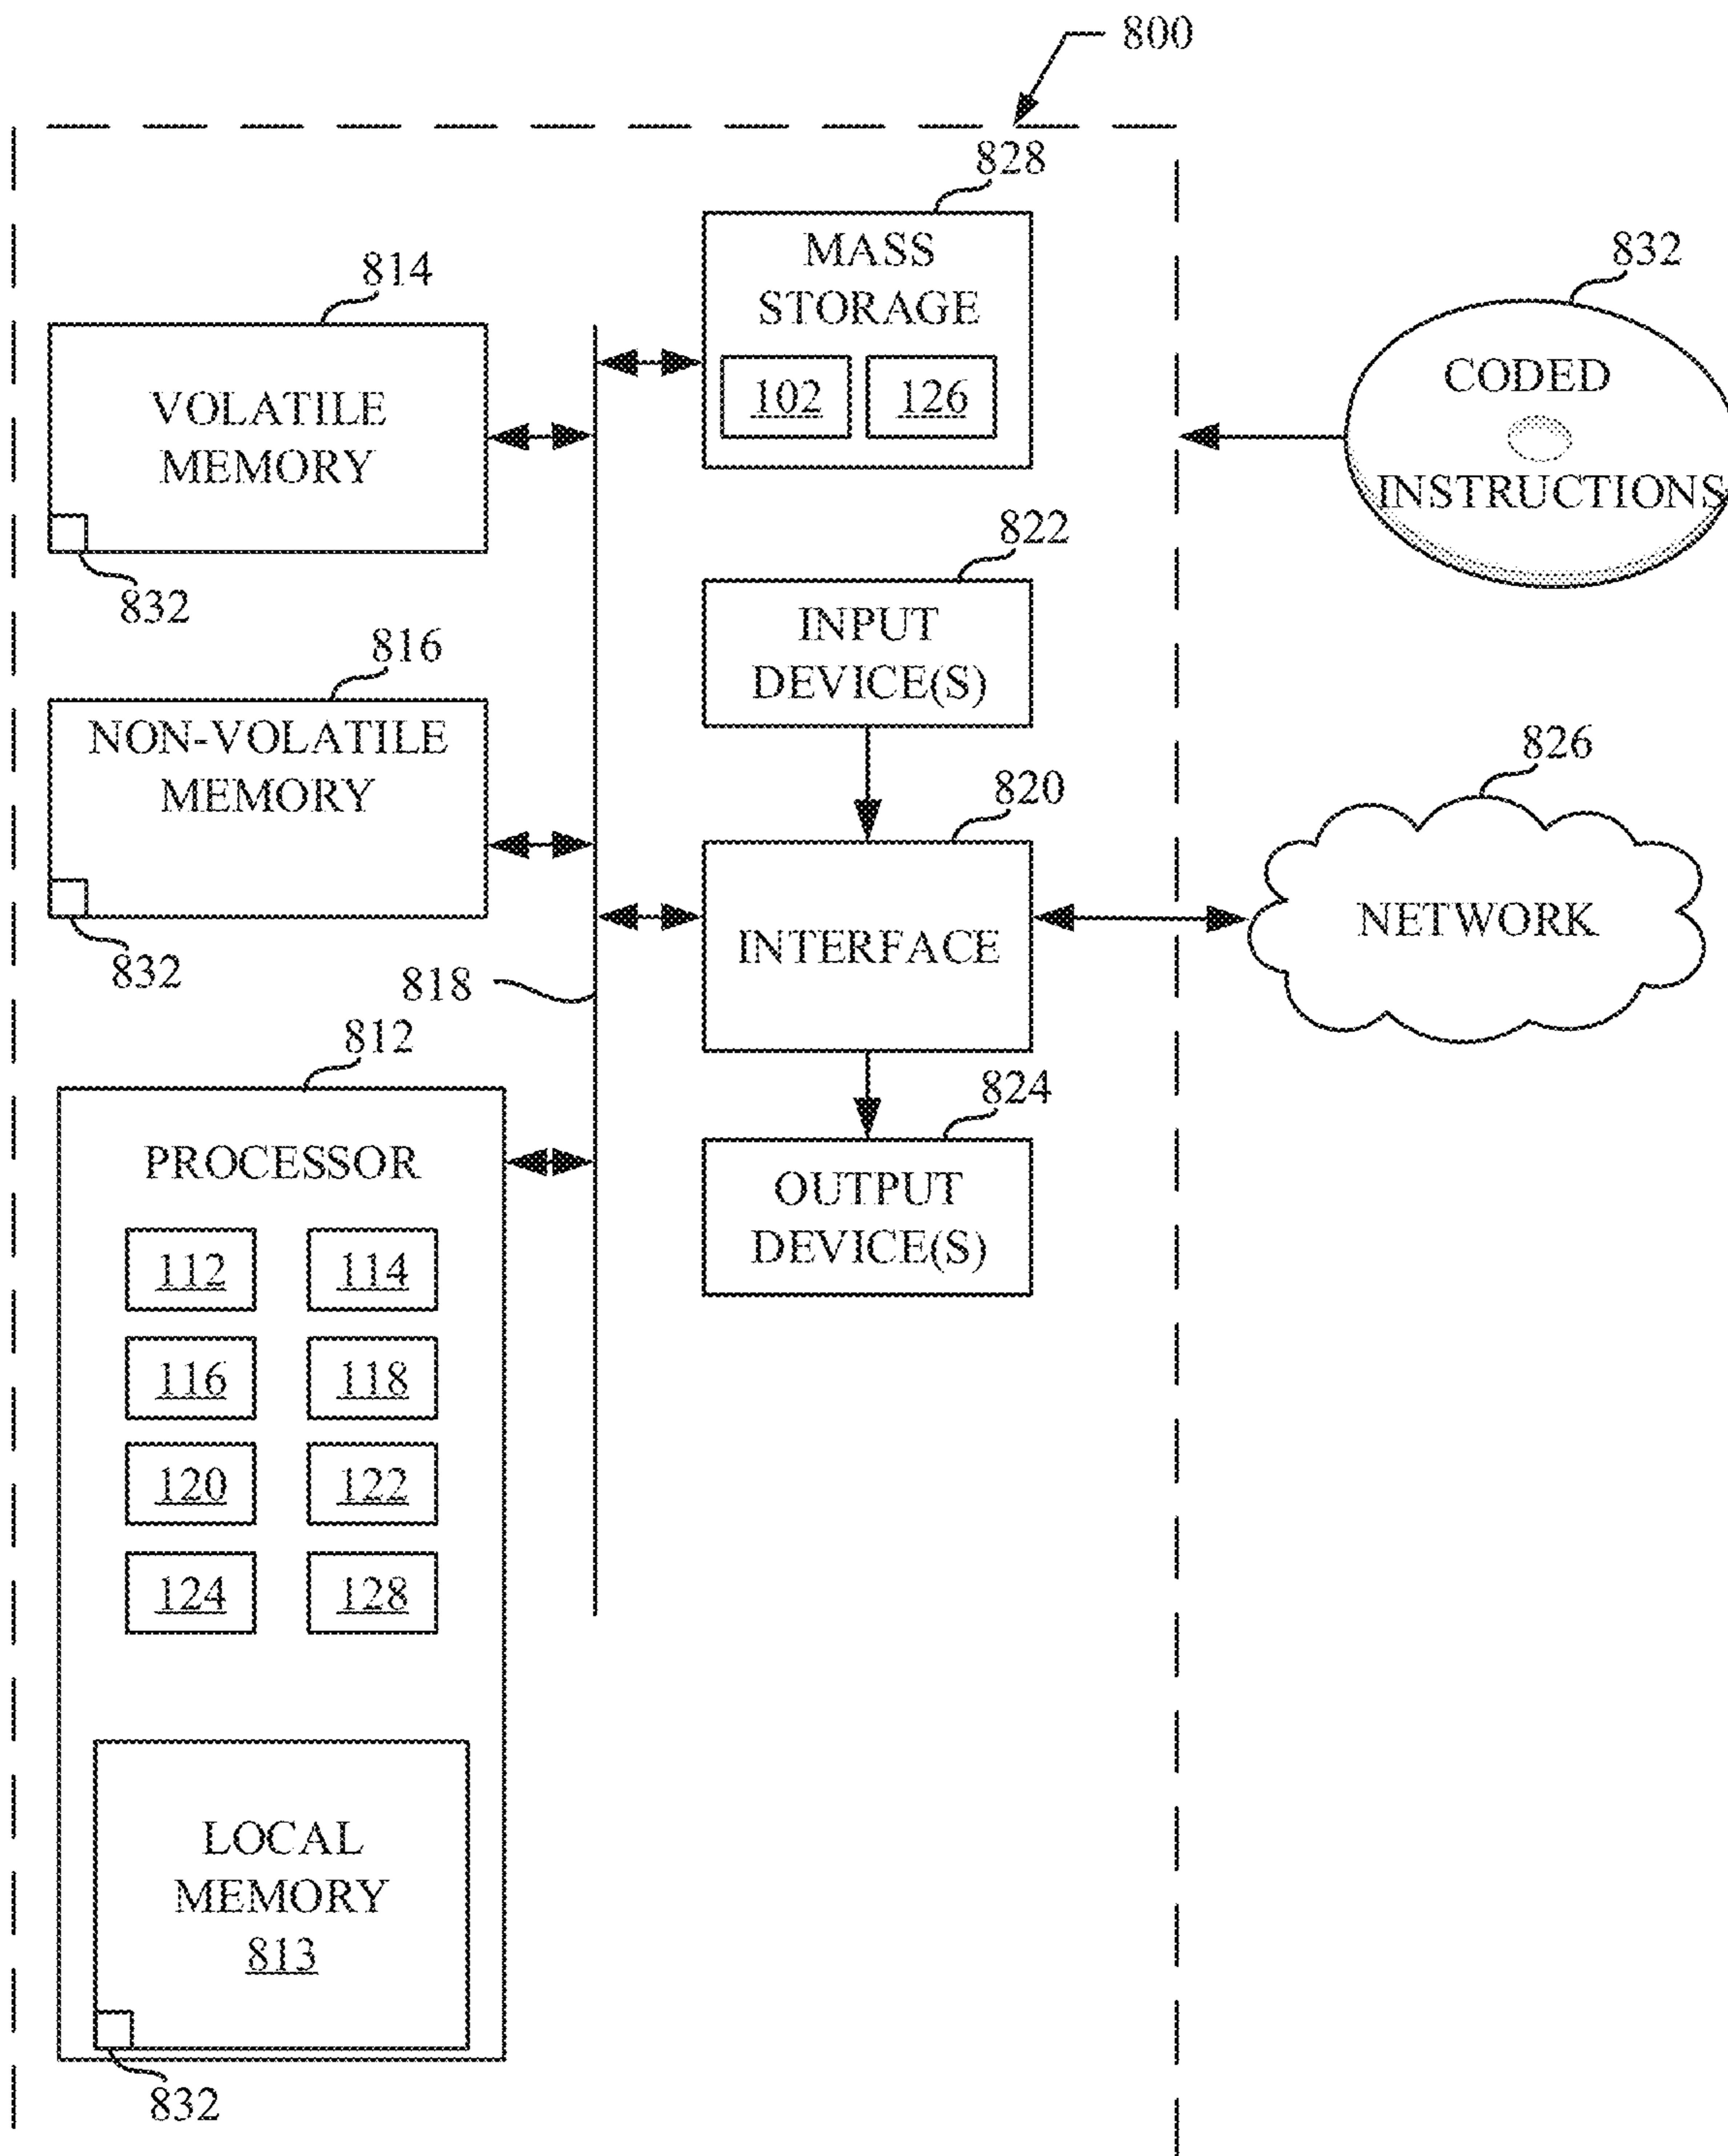 800
828
MASS
STORAGE
102 126
814
VOLATILE
MEMORY
832
832
CODED
INSTRUCTIONS
822
INPUT
DEVICE(S)
816
NON-VOLATILE
MEMORY
832
820
INTERFACE
826
NETWORK
818
812
PROCESSOR
112 114
116 118
120 122
124 128
LOCAL
MEMORY
813
832
824
OUTPUT
DEVICE(S)